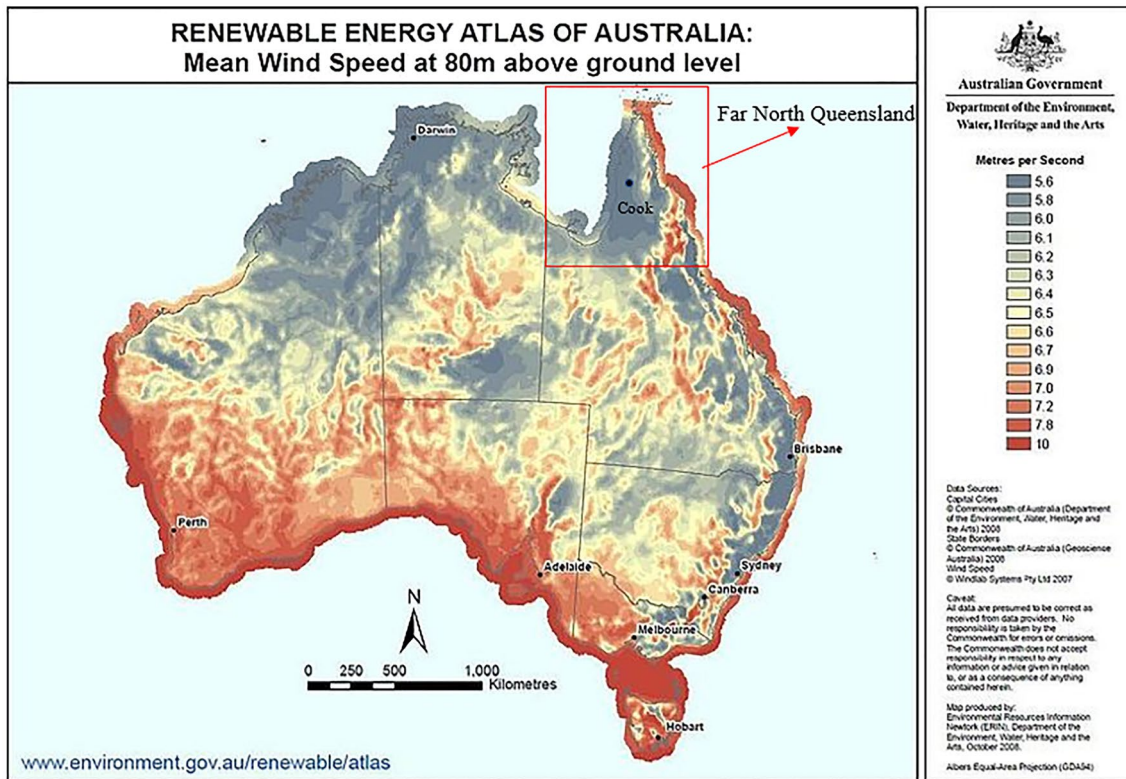 RENEWABLE ENERGY ATLAS OF AUSTRALIA:
Mean Wind Speed at 80m above ground level
Far North Queensland
Darwin
Cook
Brisbane
Perth
Adelaide
Sydney
Canberra
Melbourne
Hobart
N
0 250 500 1,000
Kilometres
www.environment.gov.au/renewable/atlas
Australian Government
Department of the Environment,
Water, Heritage and the Arts
Metres per Second
5.6
5.8
6.0
6.1
6.2
6.3
6.4
6.5
6.6
6.7
6.9
7.0
7.2
7.8
10
Data Sources:
Capital Cities
© Commonwealth of Australia (Department
of the Environment, Water, Heritage and
the Arts) 2008
State Borders
© Commonwealth of Australia (Geoscience
Australia) 2008
Wind Speed
© Windlab Systems Pty Ltd 2007
Caveat:
All data are presumed to be correct as
received from data providers. No
responsibility is taken by the
Commonwealth for errors or omissions.
The Commonwealth does not accept
responsibility in respect to any
information or advice given in relation
to, or as a consequence of anything
contained herein.
Map produced by:
Environmental Resources Information
Newtork (ERIN), Department of the
Environment, Water, Heritage and the
Arts, October 2008.
Albers Equal-Area Projection (GDA94)